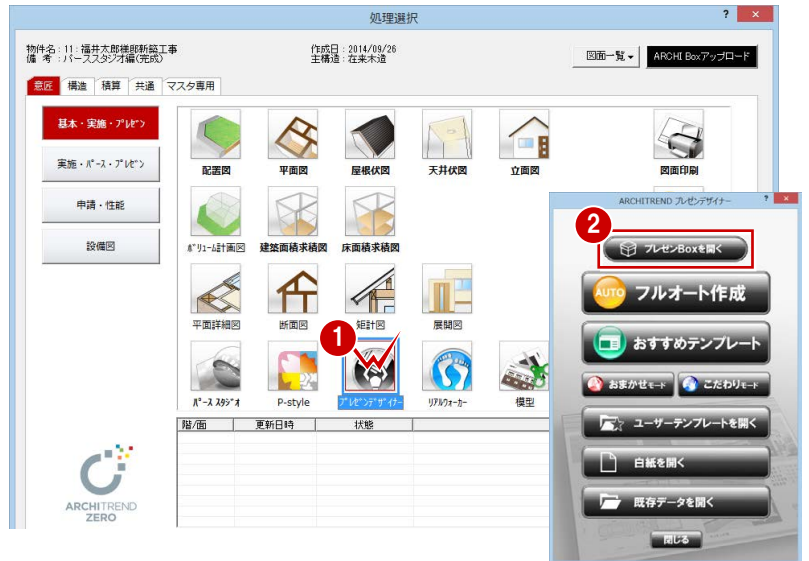 処理選択
? ×
物件名:11:福井太郎様邸新築工事
作成日:2014/09/26
備 考:パーススタジオ編(完成)
主構造:在来木造
図面一覧
ARCHI Boxアップロード
意匠 構造 積算 共通 マスタ専用
基本・実施・プレゼン
実施・パース・プレゼン
申請・性能
設備図
配置図 平面図 屋根伏図 天井伏図 立面図 図面印刷
ボリューム計画図 建築面積求積図 床面積求積図
平面詳細図 断面図 矩計図 展開図
1
パース スタジオ P-style プレゼンデザイナー リアルウォーカー 模型
階/面 更新日時 状態
ARCHITREND
ZERO
ARCHITREND プレゼンデザイナー ? ×
2
プレゼンBoxを開く
AUTO フルオート作成
おすすめテンプレート
おまかせモード こだわりモード
ユーザーテンプレートを開く
白紙を開く
既存データを開く
閉じる